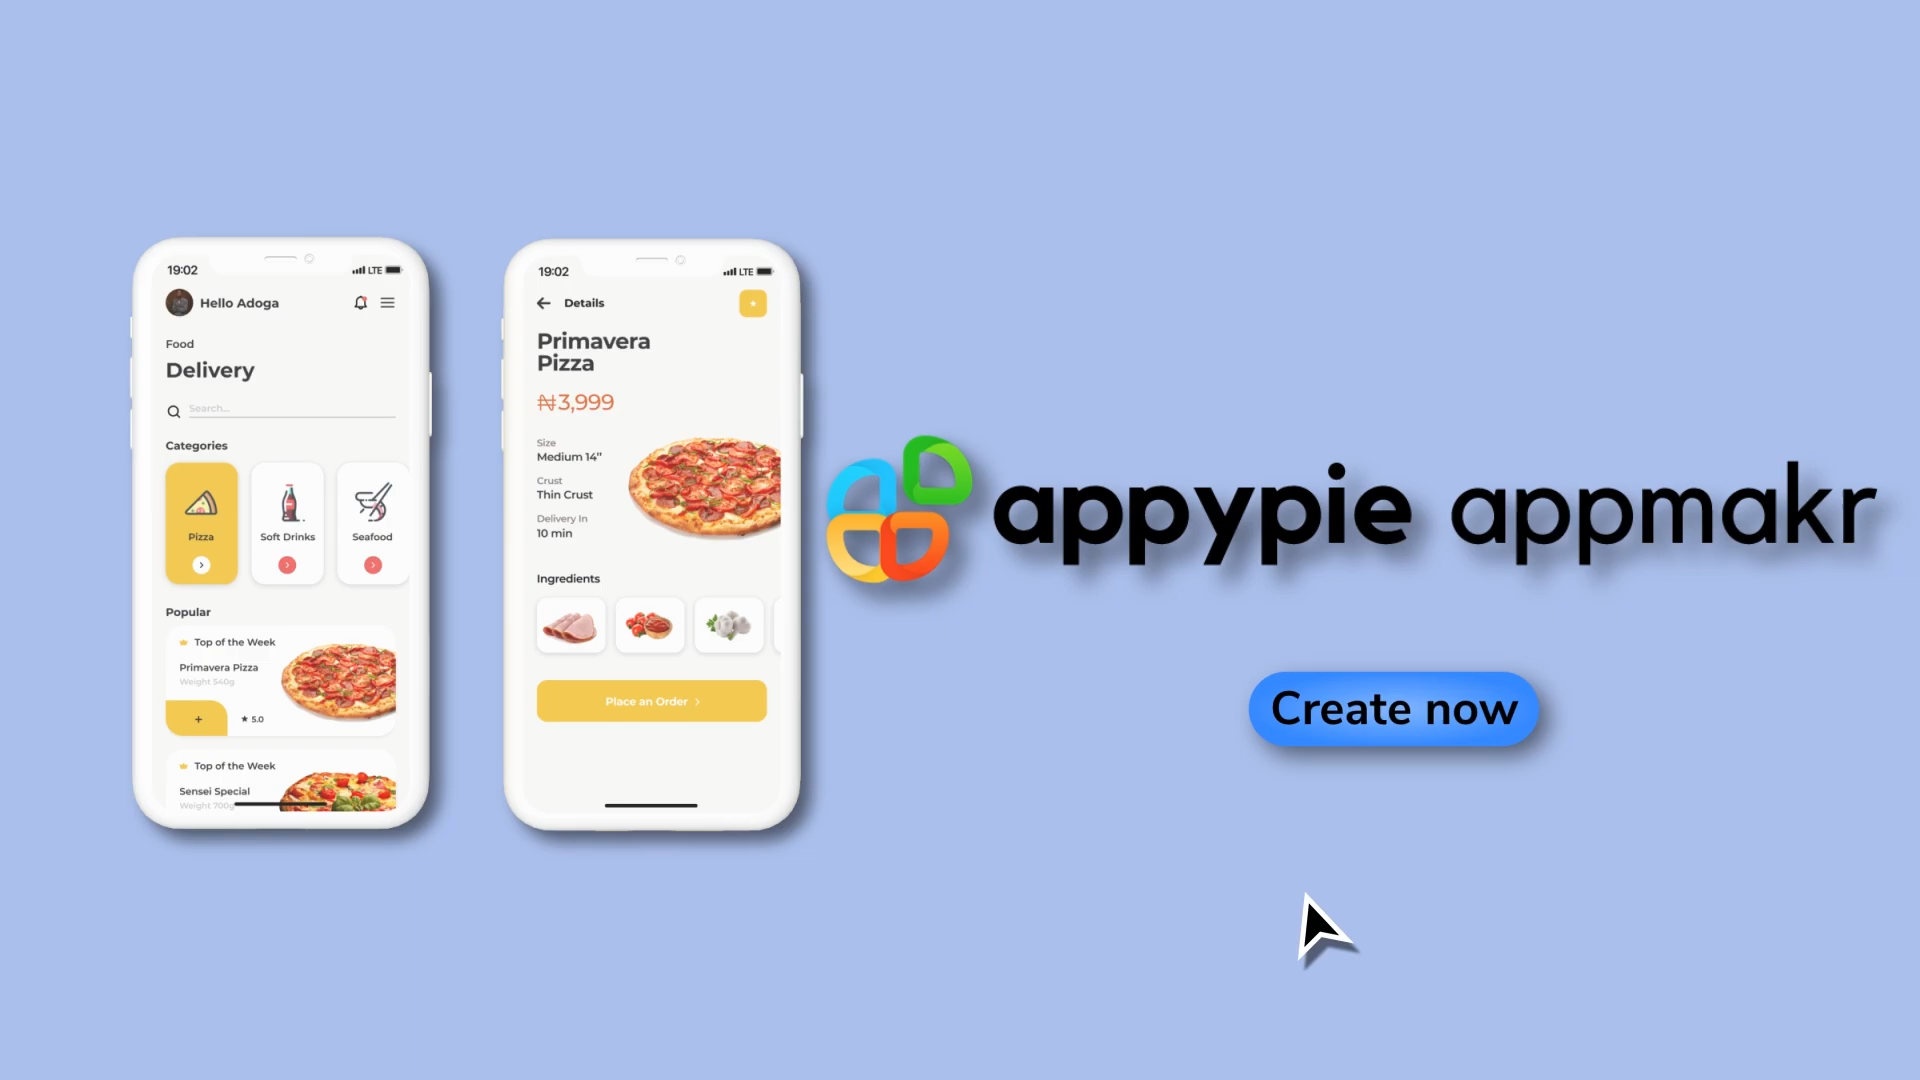 19:02
LTE
Hello Adoga
Food
Delivery
Search...
Categories
Pizza
Soft Drinks
Seafood
Popular
Top of the Week
Primavera Pizza
Weight 540g
+
★ 5.0
Top of the Week
Sensei Special
Weight 700g
19:02
LTE
Details
Primavera
Pizza
₦3,999
Size
Medium 14”
Crust
Thin Crust
Delivery In
10 min
Ingredients
Place an Order
appypie appmakr
Create now